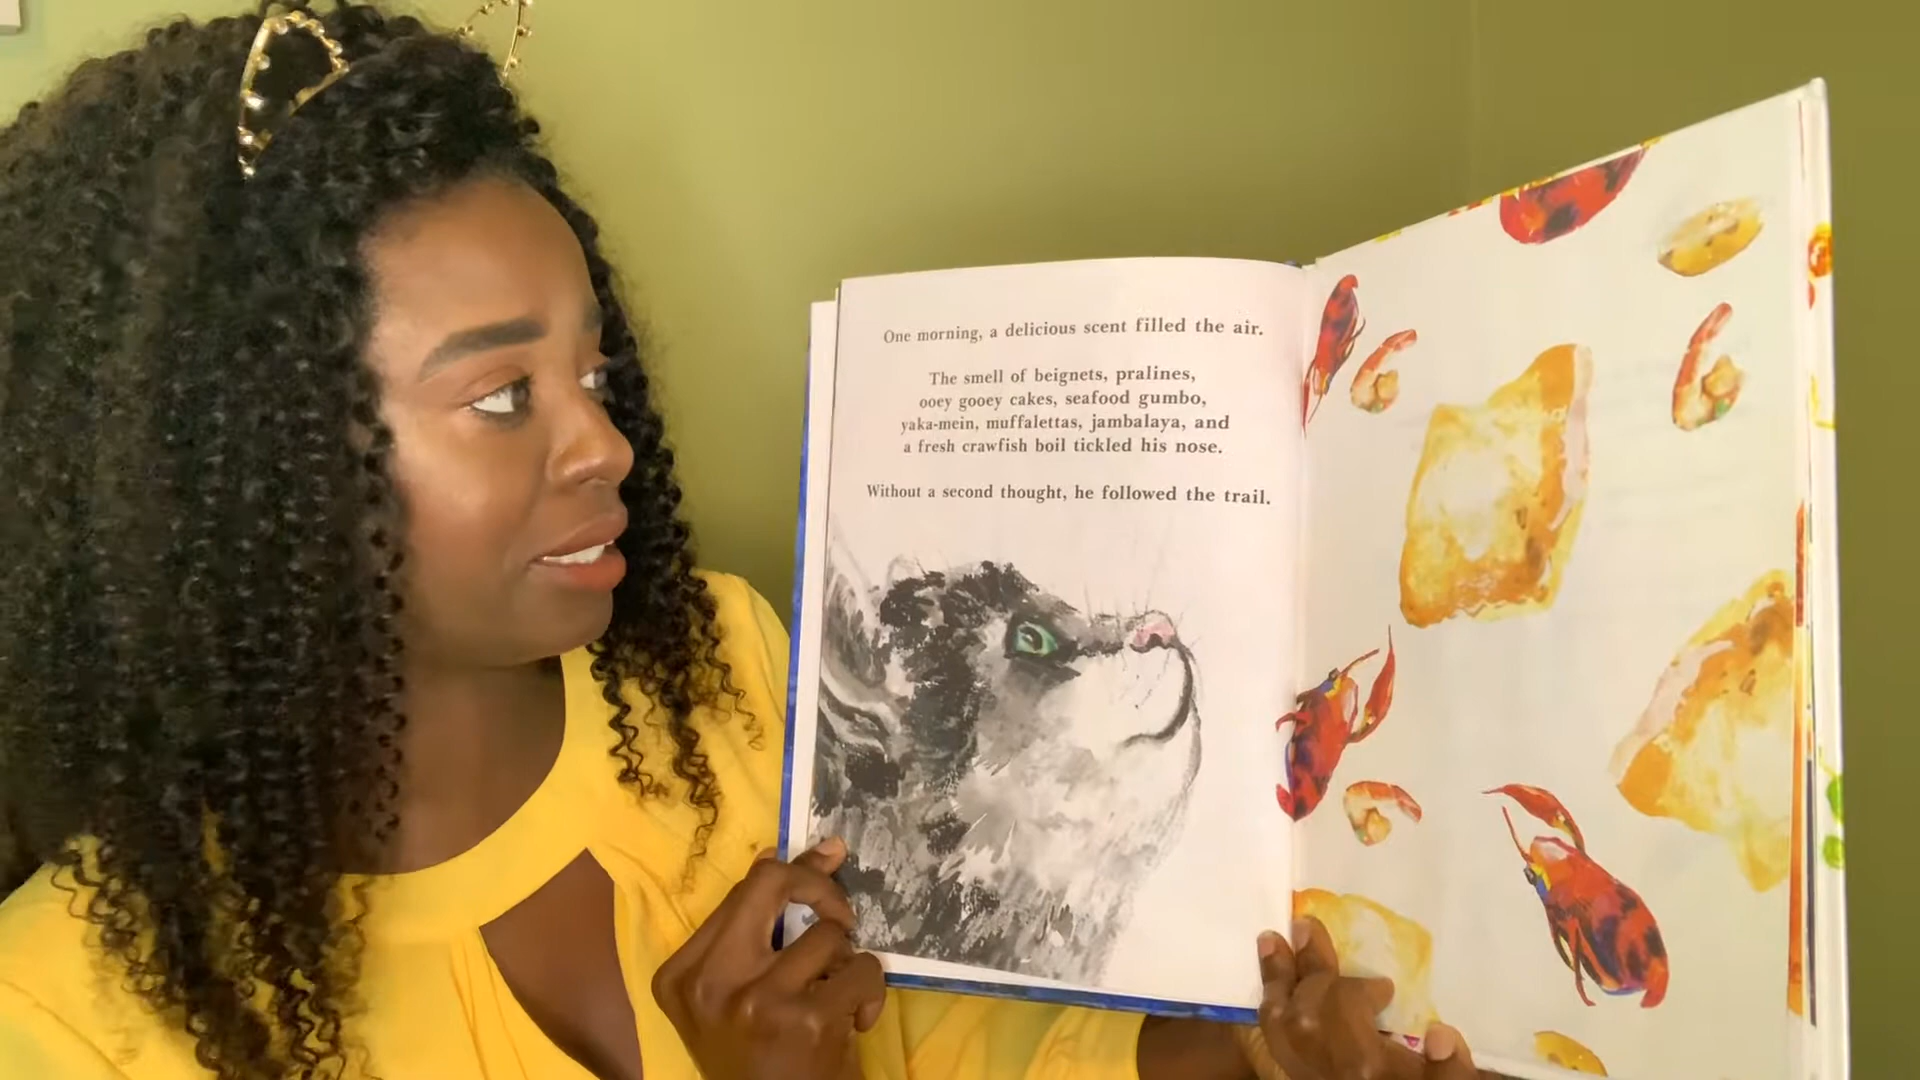 One morning, a delicious scent filled the air.
The smell of beignets, pralines,
ooey gooey cakes, seafood gumbo,
yaka-mein, muffalettas, jambalaya, and
a fresh crawfish boil tickled his nose.
Without a second thought, he followed the trail.